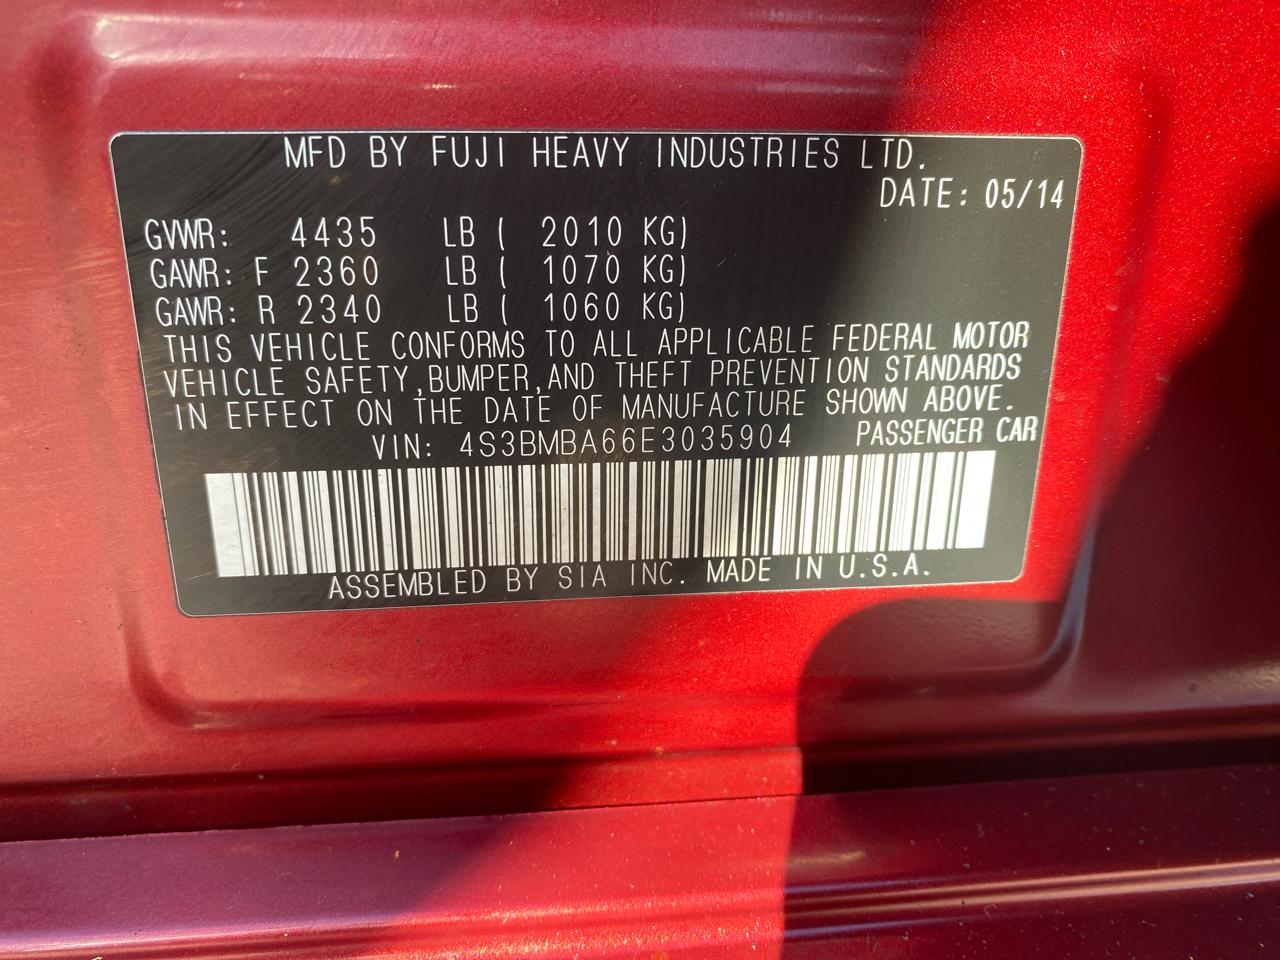 MFD BY FUJI HEAVY INDUSTRIES LTD.
DATE: 05/14
GVWR: 4435 LB ( 2010 KG)
GAWR: F 2360 LB ( 1070 KG)
GAWR: R 2340 LB ( 1060 KG)
THIS VEHICLE CONFORMS TO ALL APPLICABLE FEDERAL MOTOR
VEHICLE SAFETY,BUMPER,AND THEFT PREVENTION STANDARDS
IN EFFECT ON THE DATE OF MANUFACTURE SHOWN ABOVE.
VIN: 4S3BMBA66E3035904 PASSENGER CAR
ASSEMBLED BY SIA INC. MADE IN U.S.A.